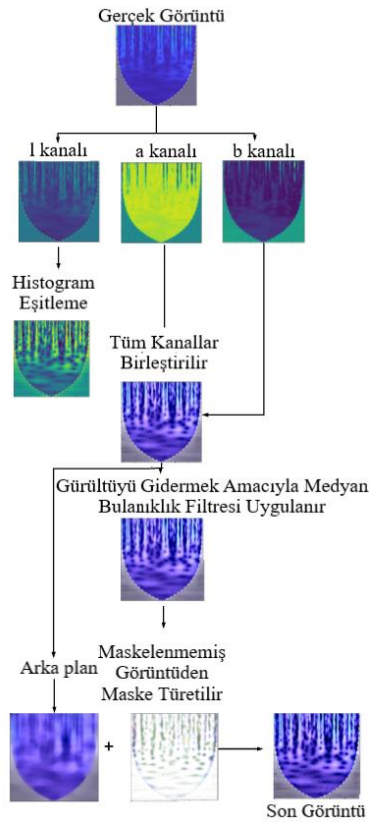 Gerçek Görüntü
l kanalı
a kanalı
b kanalı
Histogram
Eşitleme
Tüm Kanallar
Birleştirilir
Gürültüyü Gidermek Amacıyla Medyan
Bulanıklık Filtresi Uygulanır
Arka plan
Maskelenmemiş
Görüntüden
Maske Türetilir
+
Son Görüntü